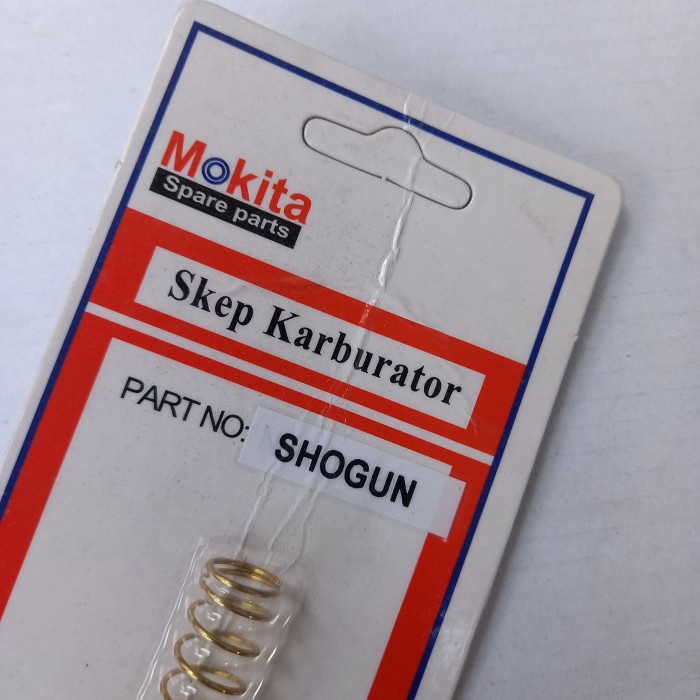 Mokita
Spare parts
Skep Karburator
PART NO: SHOGUN